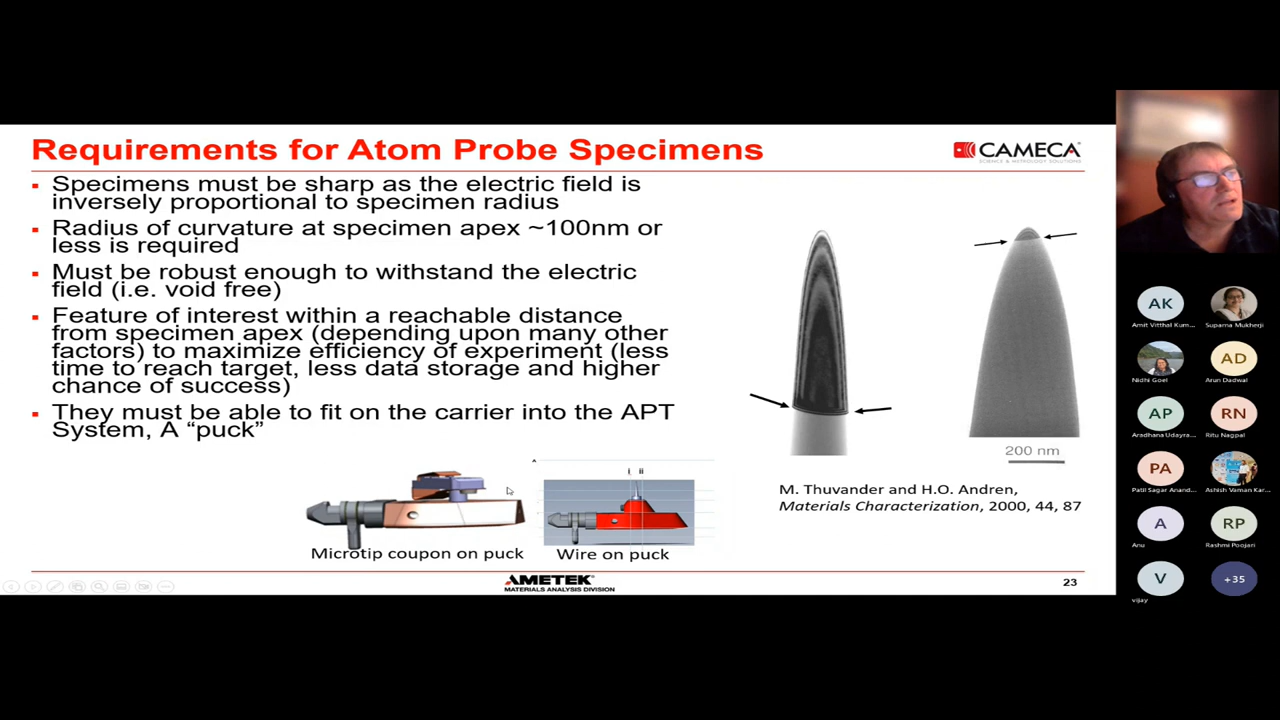 Requirements for Atom Probe Specimens
CAMECA
SCIENCE & METROLOGY SOLUTIONS
Specimens must be sharp as the electric field is
inversely proportional to specimen radius
Radius of curvature at specimen apex ~100nm or
less is required
Must be robust enough to withstand the electric
field (i.e. void free)
Feature of interest within a reachable distance
from specimen apex (depending upon many other
factors) to maximize efficiency of experiment (less
time to reach target, less data storage and higher
chance of success)
They must be able to fit on the carrier into the APT
System, A “puck”
i ii
Microtip coupon on puck
Wire on puck
200 nm
M. Thuvander and H.O. Andren,
Materials Characterization, 2000, 44, 87
AMETEK®
MATERIALS ANALYSIS DIVISION
23
AK
Amit Vitthal Kum...
Suparna Mukherji
Nidhi Goel
AD
Arun Dadwal
AP
Aradhana Udayra...
RN
Ritu Nagpal
PA
Patil Sagar Anand...
Ashish Vaman Kar...
A
Anu
RP
Rashmi Poojari
V
vijay
+35